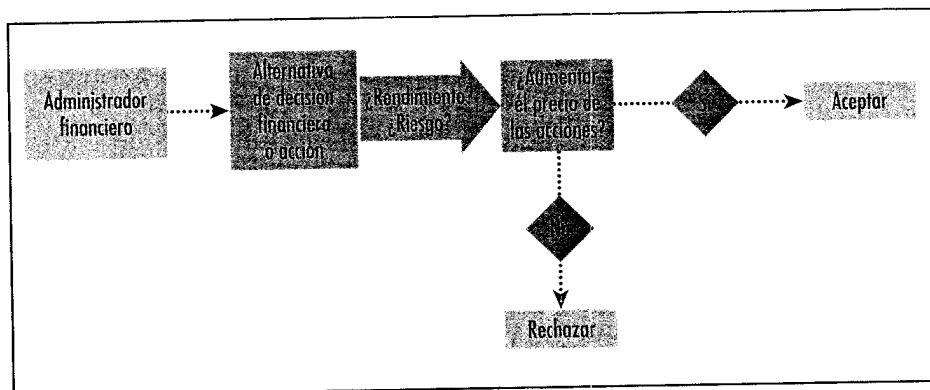 Administrador
financiero
Alternativa
de decisión
financiera
o acción
¿Rendimiento?
¿Riesgo?
¿Aumentar
el precio de
las acciones?
Sí
Aceptar
No
Rechazar